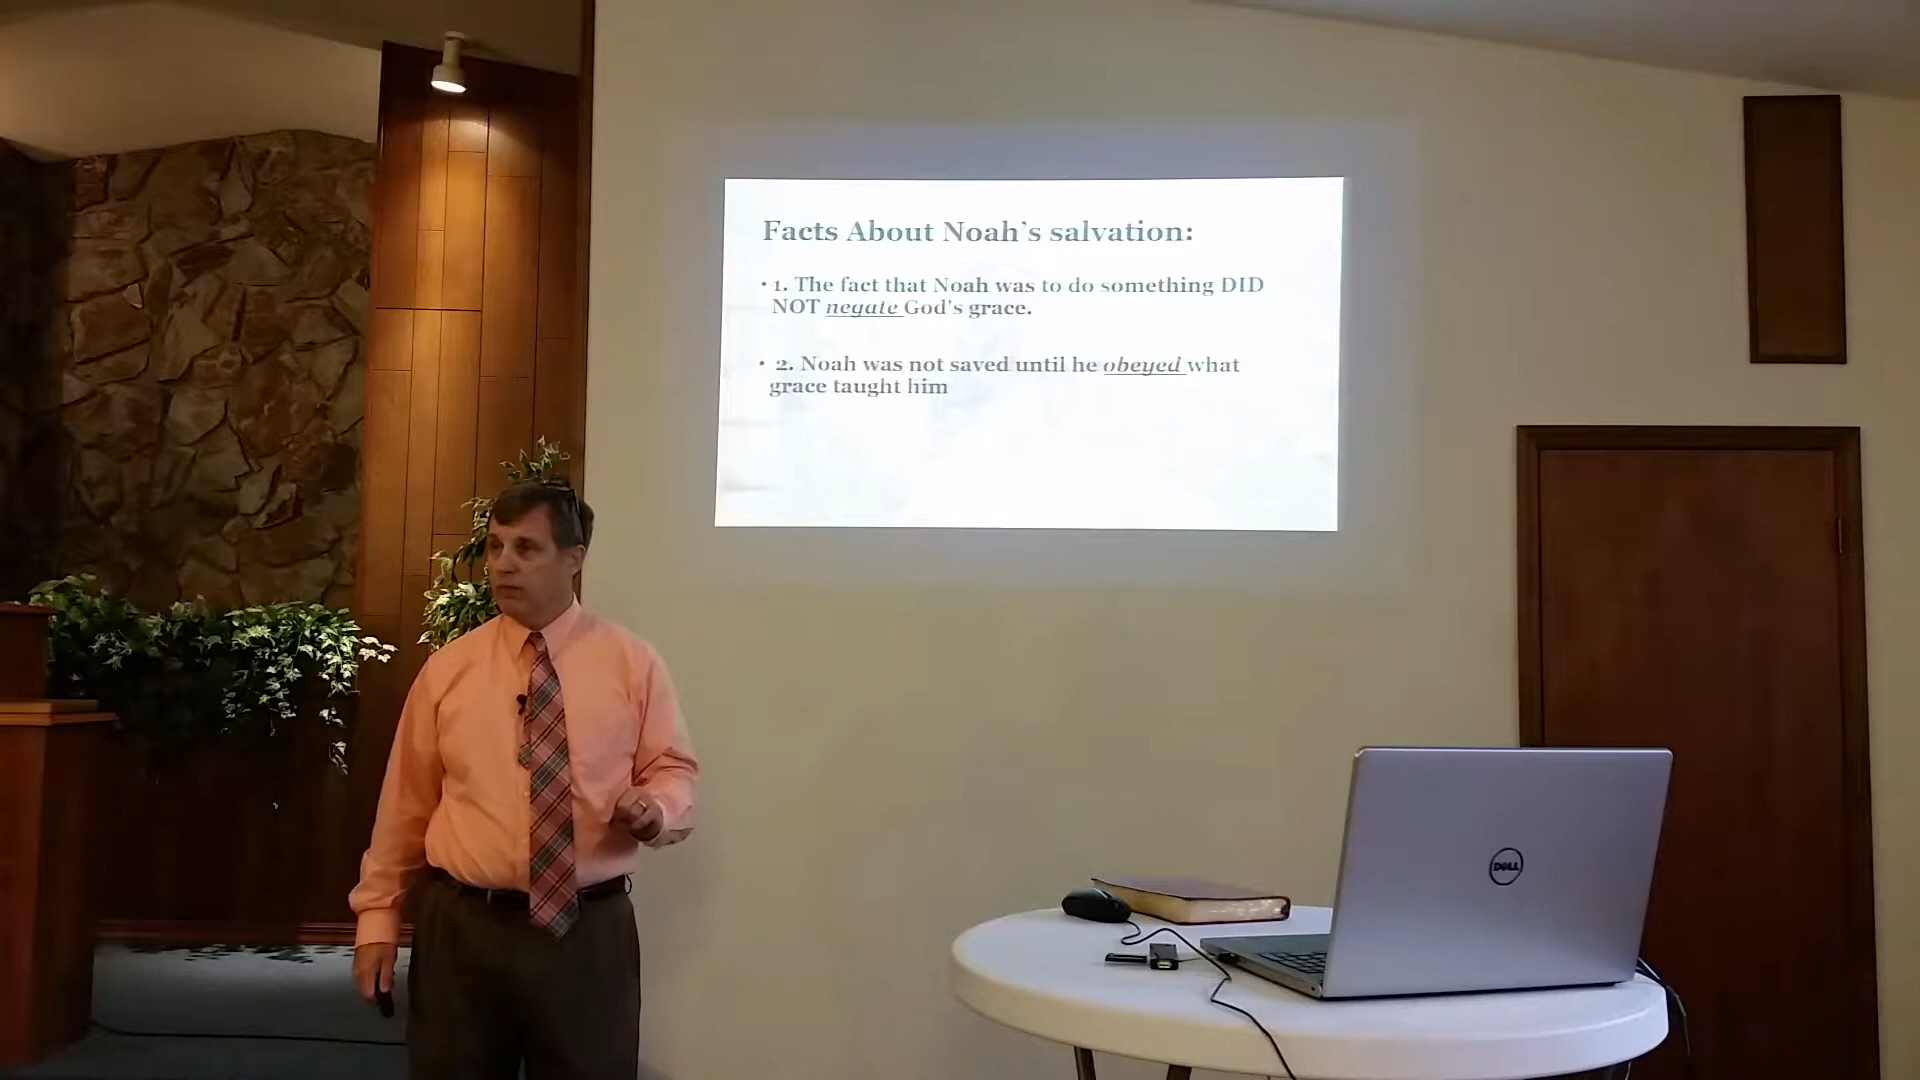 Facts About Noah's salvation:
• 1. The fact that Noah was to do something DID
NOT negate God's grace.
• 2. Noah was not saved until he obeyed what
grace taught him
DELL